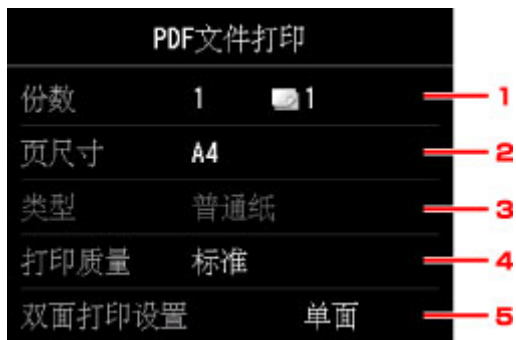 PDF文件打印
份数 1 1 1
页尺寸 A4 2
类型 普通纸 3
打印质量 标准 4
双面打印设置 单面 5